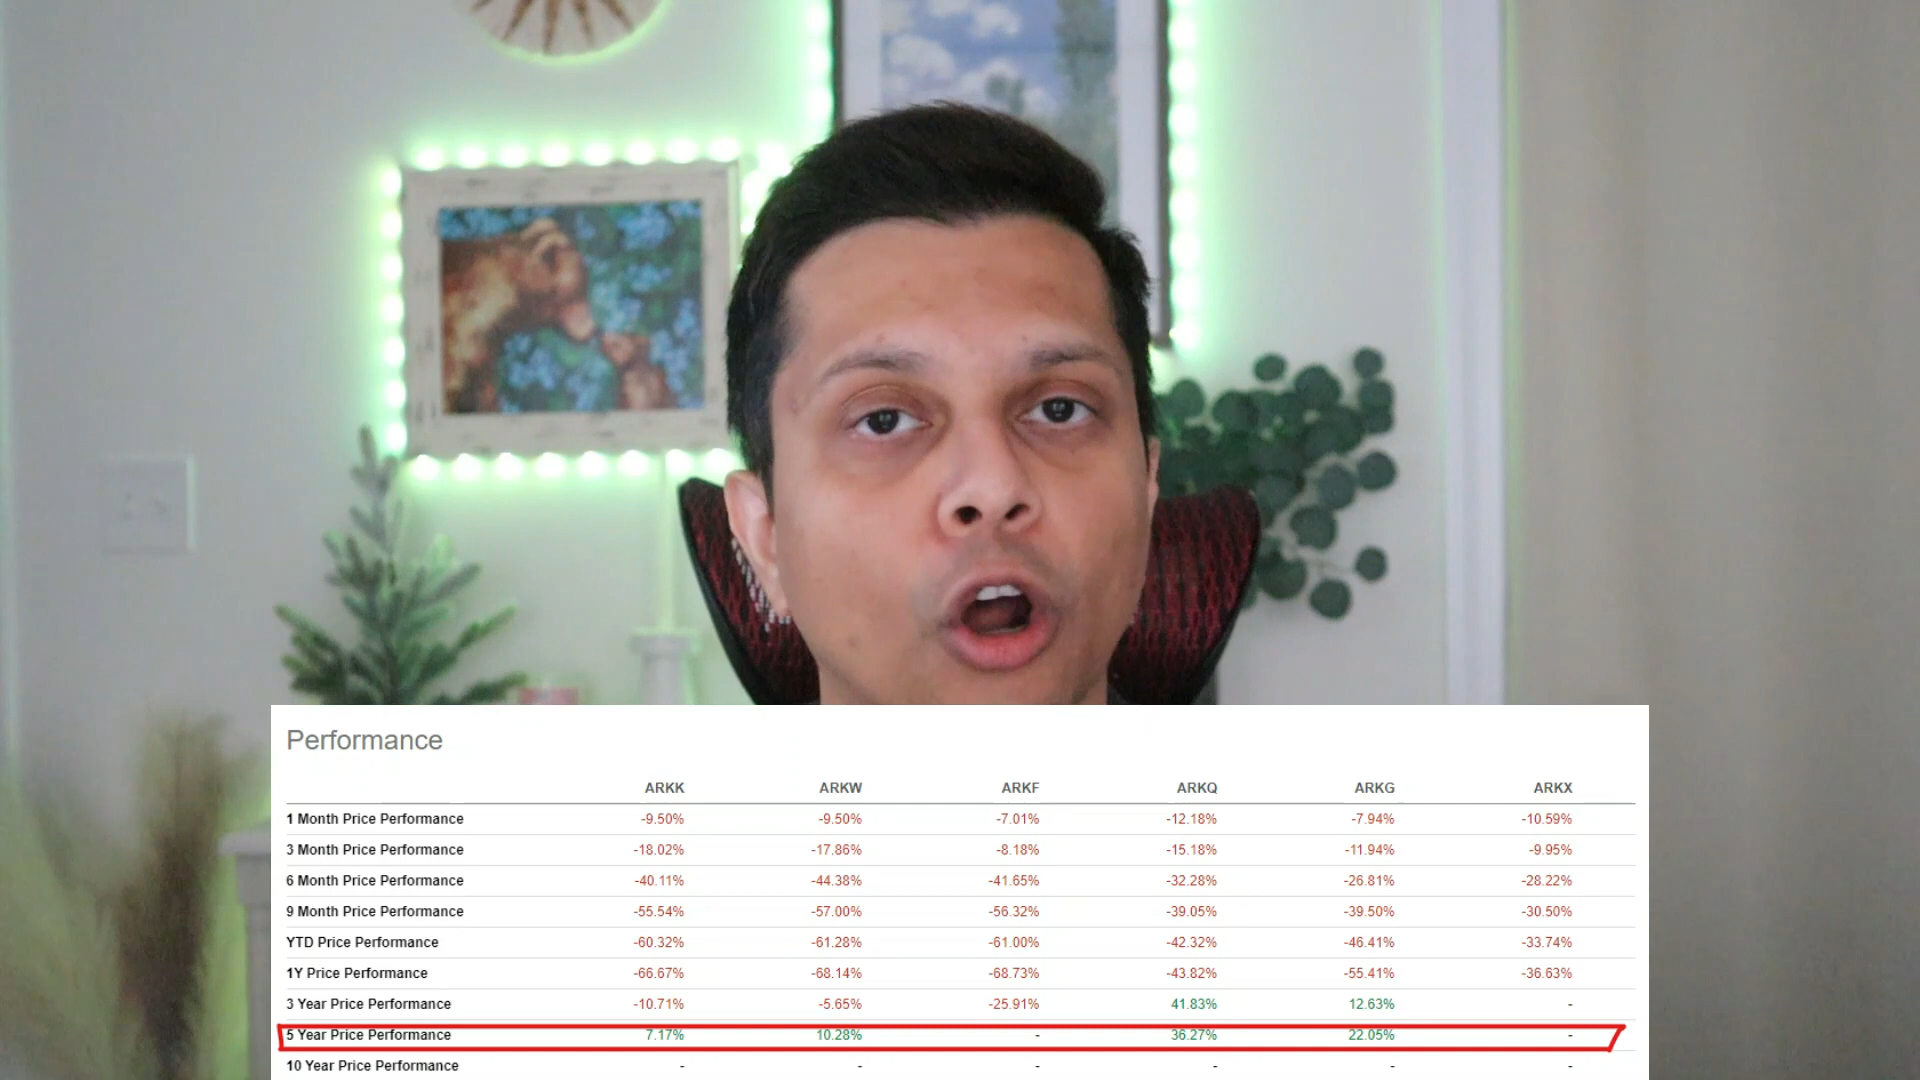 Performance
ARKK ARKW ARKF ARKQ ARKG ARKX
1 Month Price Performance -9.50% -9.50% -7.01% -12.18% -7.94% -10.59%
3 Month Price Performance -18.02% -17.86% -8.18% -15.18% -11.94% -9.95%
6 Month Price Performance -40.11% -44.38% -41.65% -32.28% -26.81% -28.22%
9 Month Price Performance -55.54% -57.00% -56.32% -39.05% -39.50% -30.50%
YTD Price Performance -60.32% -61.28% -61.00% -42.32% -46.41% -33.74%
1Y Price Performance -66.67% -68.14% -68.73% -43.82% -55.41% -36.63%
3 Year Price Performance -10.71% -5.65% -25.91% 41.83% 12.63% -
5 Year Price Performance 7.17% 10.28% - 36.27% 22.05% -
10 Year Price Performance - - - - - -